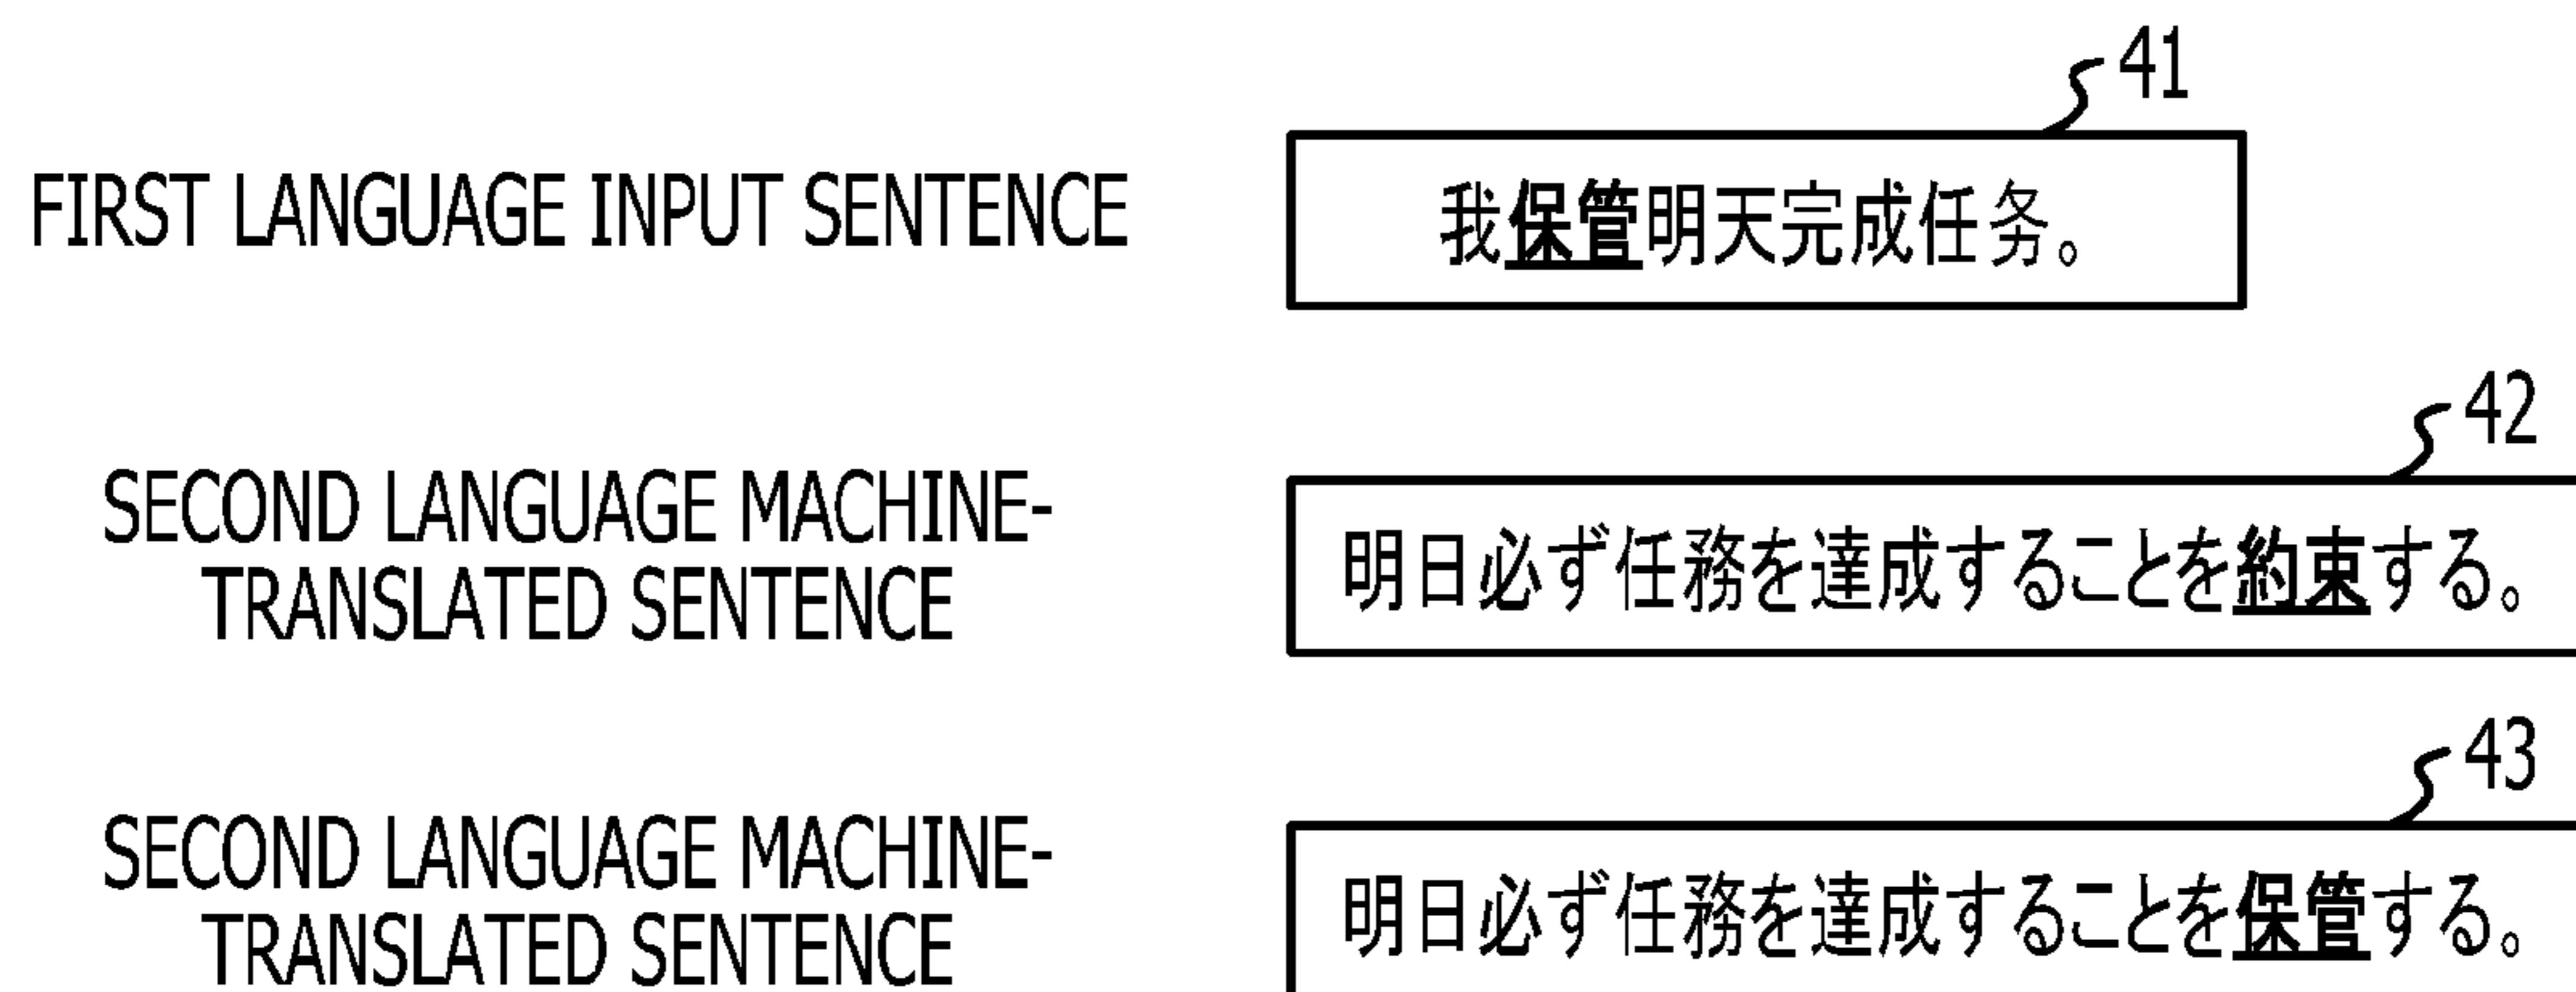 41
FIRST LANGUAGE INPUT SENTENCE
我保管明天完成任务。
42
SECOND LANGUAGE MACHINE-
TRANSLATED SENTENCE
明日必ず任務を達成することを約束する。
43
SECOND LANGUAGE MACHINE-
TRANSLATED SENTENCE
明日必ず任務を達成することを保管する。